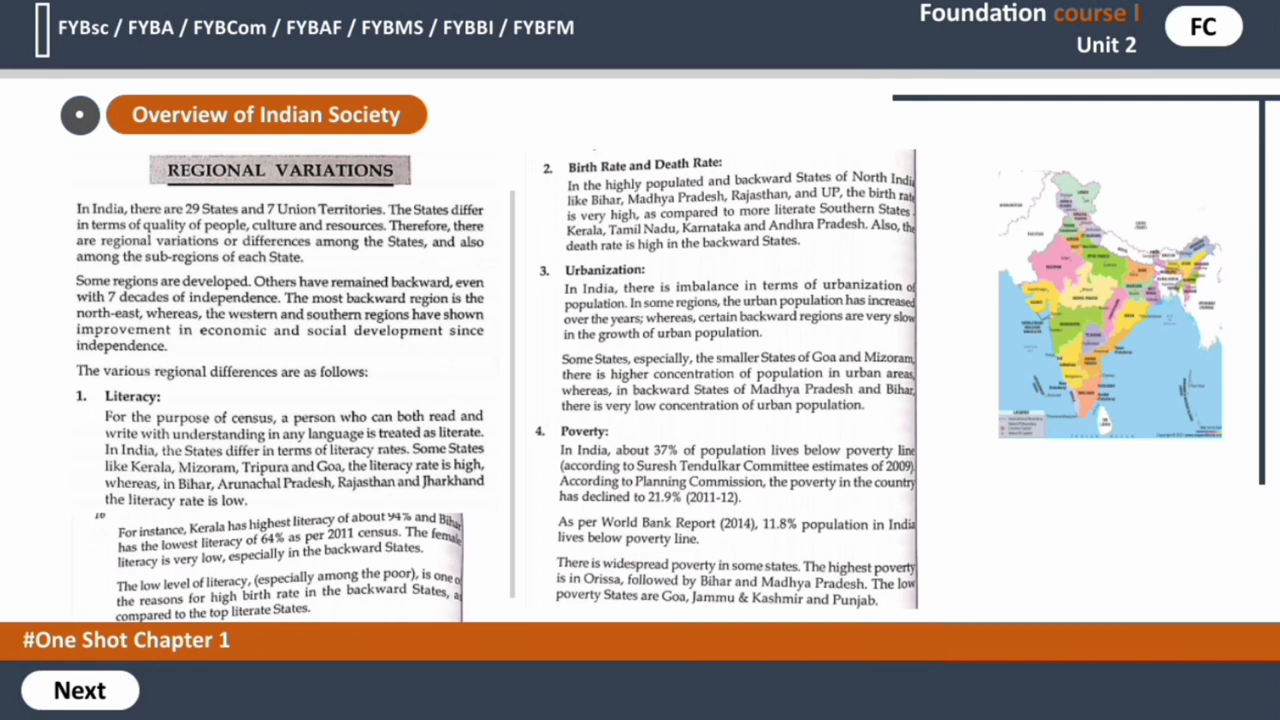 FYBsc / FYBA / FYBCom / FYBAF / FYBMS / FYBBI / FYBFM
Foundation course I
Unit 2
FC
Overview of Indian Society
REGIONAL VARIATIONS
In India, there are 29 States and 7 Union Territories. The States differ
in terms of quality of people, culture and resources. Therefore, there
are regional variations or differences among the States, and also
among the sub-regions of each State.
Some regions are developed. Others have remained backward, even
with 7 decades of independence. The most backward region is the
north-east, whereas, the western and southern regions have shown
improvement in economic and social development since
independence.
The various regional differences are as follows:
1. Literacy:
For the purpose of census, a person who can both read and
write with understanding in any language is treated as literate.
In India, the States differ in terms of literacy rates. Some States
like Kerala, Mizoram, Tripura and Goa, the literacy rate is high,
whereas, in Bihar, Arunachal Pradesh, Rajasthan and Jharkhand
the literacy rate is low.
For instance, Kerala has highest literacy of about 94% and Bihar
has the lowest literacy of 64% as per 2011 census. The female
literacy is very low, especially in the backward States.
The low level of literacy, (especially among the poor), is one o
the reasons for high birth rate in the backward States, a
compared to the top literate States.
2. Birth Rate and Death Rate:
In the highly populated and backward States of North Indi
like Bihar, Madhya Pradesh, Rajasthan, and UP, the birth rate
is very high, as compared to more literate Southern States
Kerala, Tamil Nadu, Karnataka and Andhra Pradesh. Also, the
death rate is high in the backward States.
3. Urbanization:
In India, there is imbalance in terms of urbanization of
population. In some regions, the urban population has increased
over the years; whereas, certain backward regions are very slow
in the growth of urban population.
Some States, especially, the smaller States of Goa and Mizoram,
there is higher concentration of population in urban areas,
whereas, in backward States of Madhya Pradesh and Bihar,
there is very low concentration of urban population.
4. Poverty:
In India, about 37% of population lives below poverty line
(according to Suresh Tendulkar Committee estimates of 2009).
According to Planning Commission, the poverty in the country
has declined to 21.9% (2011-12).
As per World Bank Report (2014), 11.8% population in India
lives below poverty line.
There is widespread poverty in some states. The highest poverty
is in Orissa, followed by Bihar and Madhya Pradesh. The low
poverty States are Goa, Jammu & Kashmir and Punjab.
#One Shot Chapter 1
Next